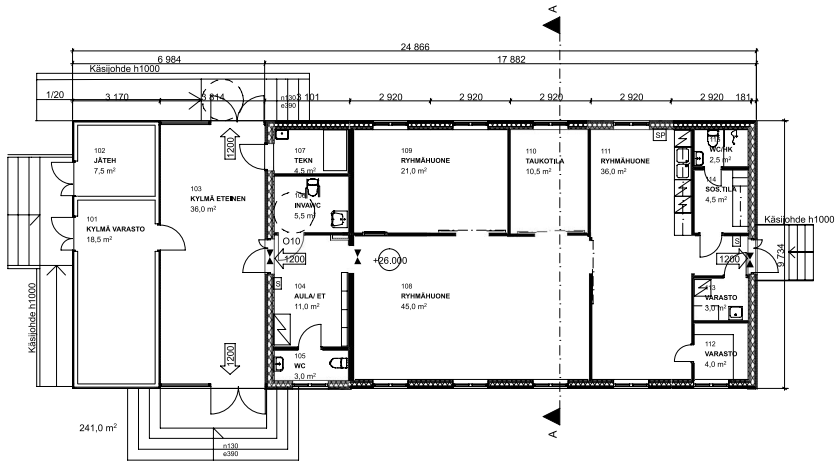 A
24 866
6 984
17 882
Käsijohde h1000
1/20
3 170
3 814
n130
e390
3 101
2 920
2 920
2 920
2 920
2 920
181
102
JÄTEH
7,5 m²
1200
107
TEKN
4,5 m²
109
RYHMÄHUONE
21,0 m²
110
TAUKOTILA
10,5 m²
111
RYHMÄHUONE
36,0 m²
SP
WC/HK
2,5 m²
103
KYLMÄ ETEINEN
36,0 m²
114
SOS.TILA
4,5 m²
INVAWC
5,5 m²
101
KYLMÄ VARASTO
18,5 m²
Käsijohde h1000
O10
S
1200
+26.000
1200
9 734
S
104
AULA/ ET
11,0 m²
108
RYHMÄHUONE
45,0 m²
VARASTO
3,0 m²
Käsijohde h1000
1200
105
WC
3,0 m²
112
VARASTO
4,0 m²
241,0 m²
n130
e390
A